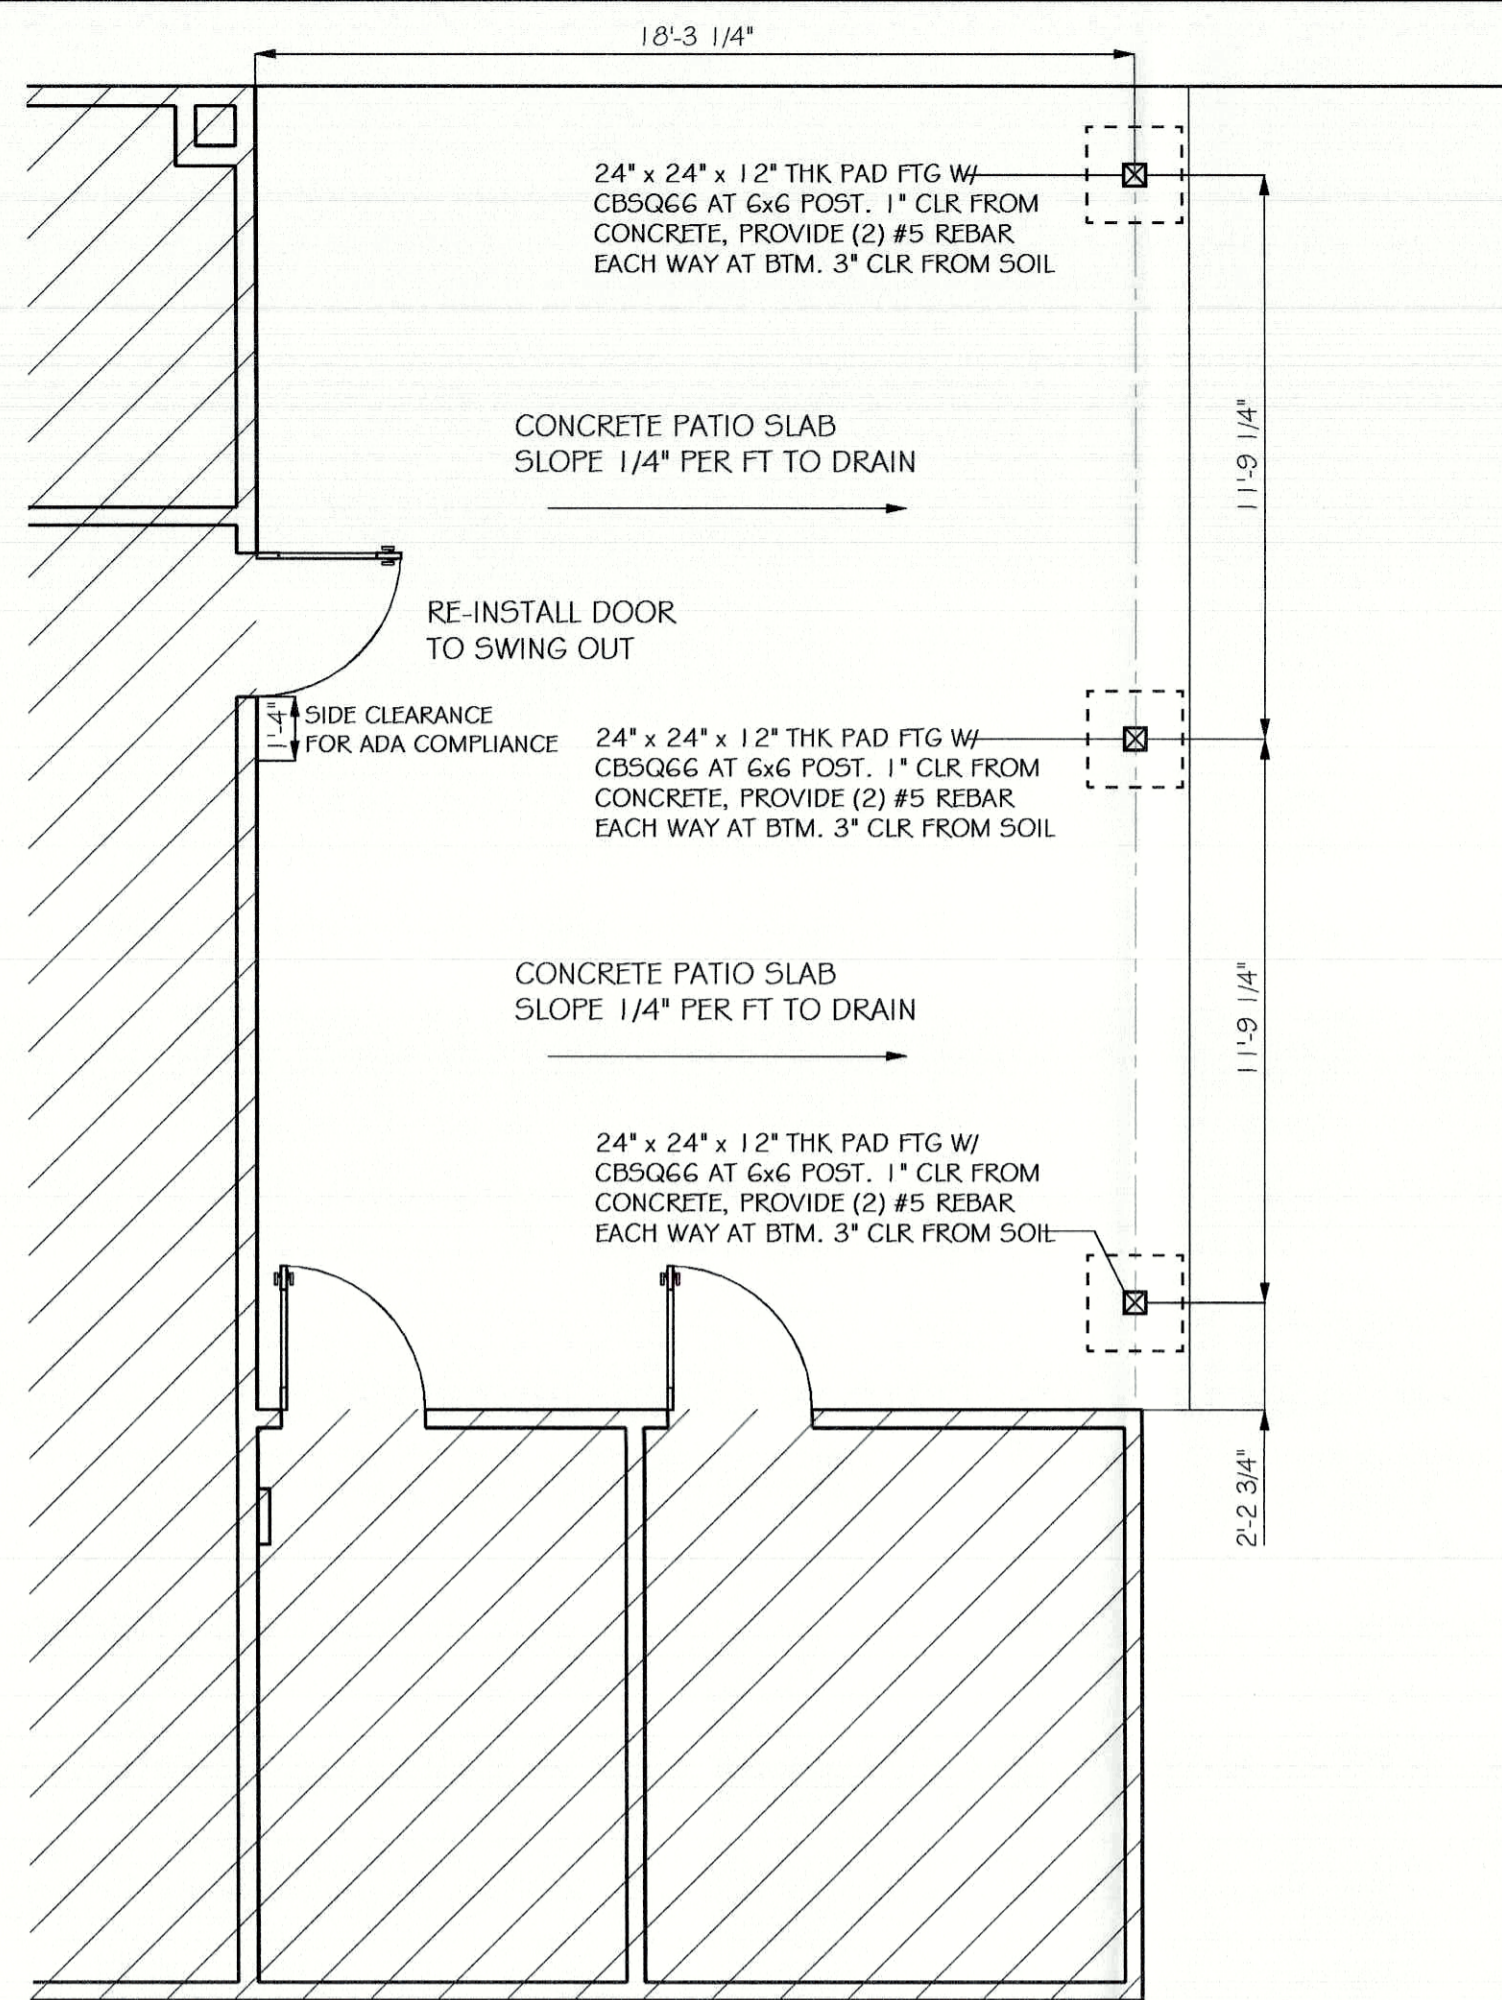 18'-3 1/4"
24" x 24" x 12" THK PAD FTG W/
CBSQ66 AT 6x6 POST. 1" CLR FROM
CONCRETE, PROVIDE (2) #5 REBAR
EACH WAY AT BTM. 3" CLR FROM SOIL
11'-9 1/4"
CONCRETE PATIO SLAB
SLOPE 1/4" PER FT TO DRAIN
RE-INSTALL DOOR
TO SWING OUT
1'-4"
SIDE CLEARANCE
FOR ADA COMPLIANCE
24" x 24" x 12" THK PAD FTG W/
CBSQ66 AT 6x6 POST. 1" CLR FROM
CONCRETE, PROVIDE (2) #5 REBAR
EACH WAY AT BTM. 3" CLR FROM SOIL
CONCRETE PATIO SLAB
SLOPE 1/4" PER FT TO DRAIN
11'-9 1/4"
24" x 24" x 12" THK PAD FTG W/
CBSQ66 AT 6x6 POST. 1" CLR FROM
CONCRETE, PROVIDE (2) #5 REBAR
EACH WAY AT BTM. 3" CLR FROM SOIL
2'-2 3/4"